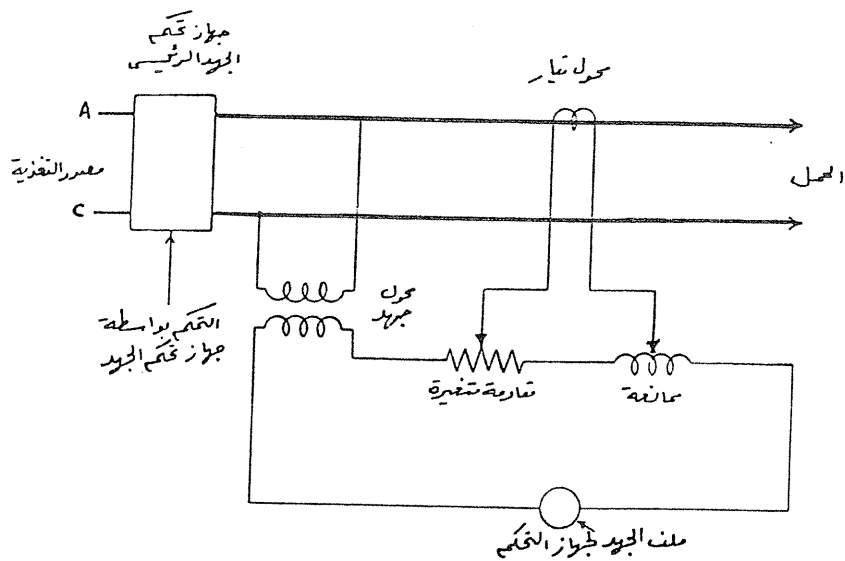 جهاز تحكم
الجهد الرئيسى
محول تيار
A
مصدر التغذية
الحمل
C
محول
جهد
التحكم بواسطة
جهاز تحكم الجهد
مقاومة متغيرة
ممانعة
ملف الجهد لجهاز التحكم